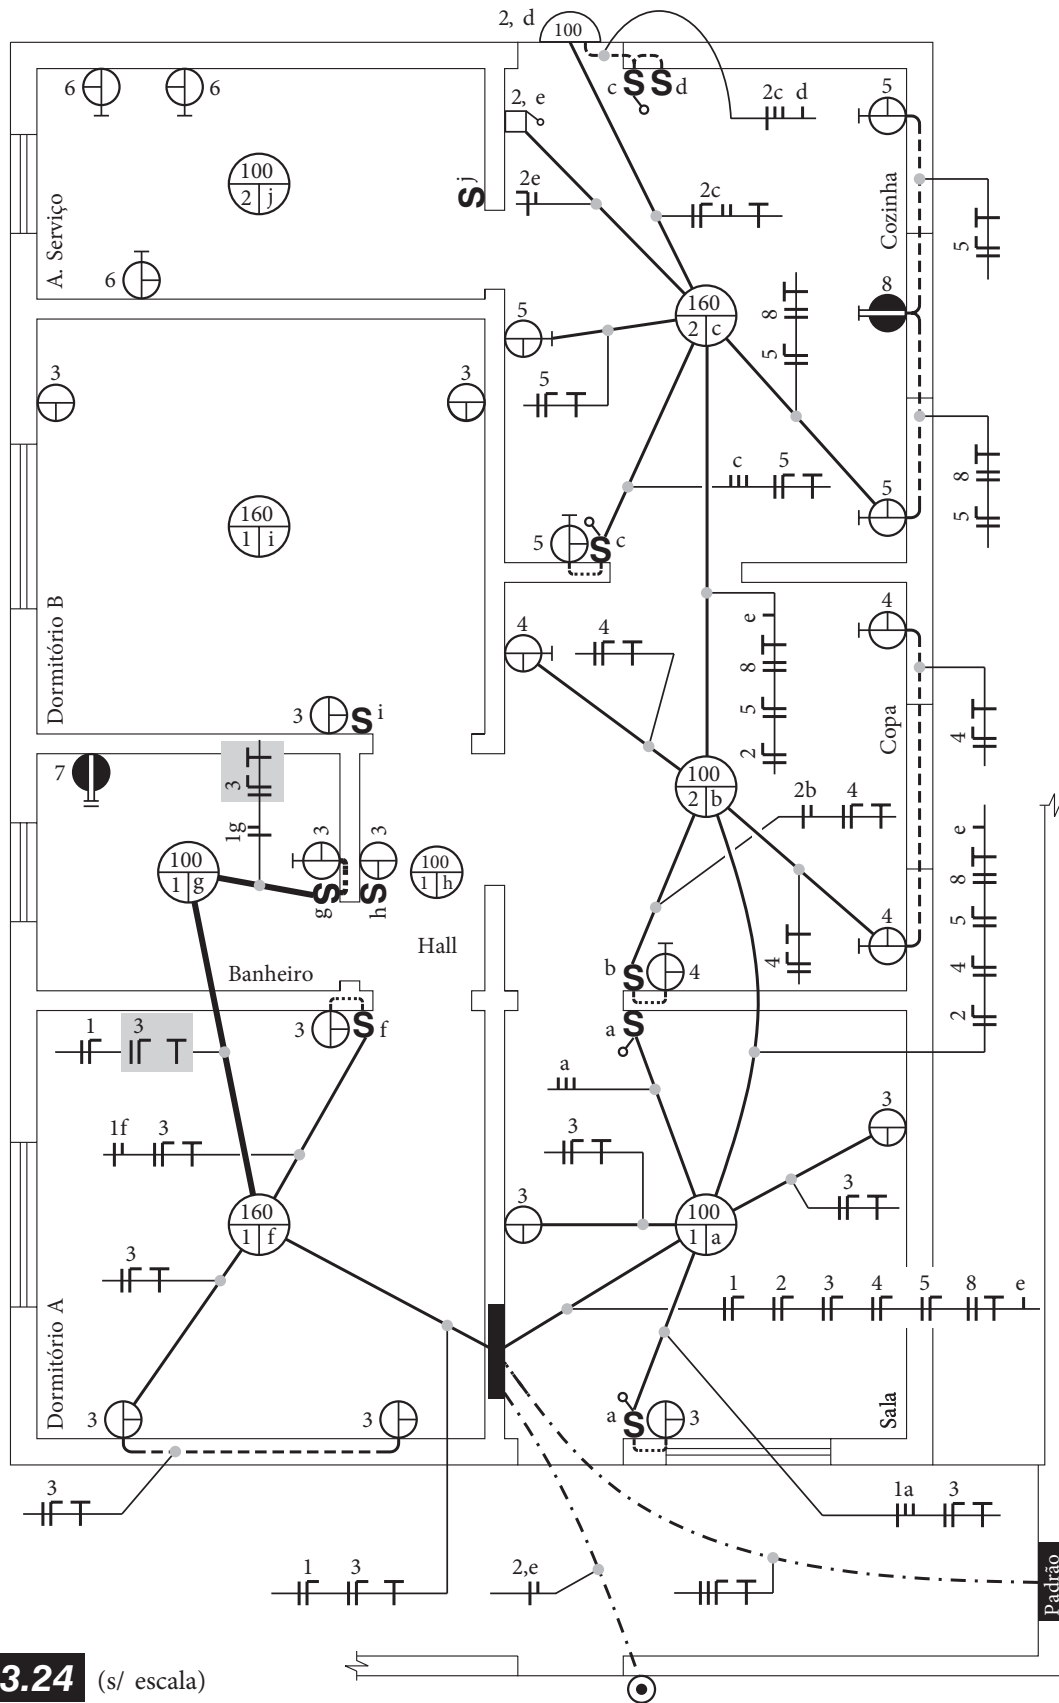 2, d
100
c S S d
2c d
5
6
6
2, e
100
2 j
S j
2e
2c
Cozinha
A. Serviço
5
6
160
2 c
8
8
5
5
3
3
5
c 5
5
160
1 i
5 S c
e
8
5
2
4
4
4
Copa
4
Dormitório B
3 S i
7
3
1g
3
3
100
1 g
S g
S h
100
1 h
100
2 b
2b 4
4
4
e
8
5
4
2
Hall
Banheiro
b S 4
a S
1 3
3 S f
a
1f 3
3
3
3
3
160
1 f
100
1 a
3
1 2 3 4 5 8 e
Dormitório A
3
3
a S 3
Sala
3
1a 3
1 3
2,e
Padrão
3.24 (s/ escala)